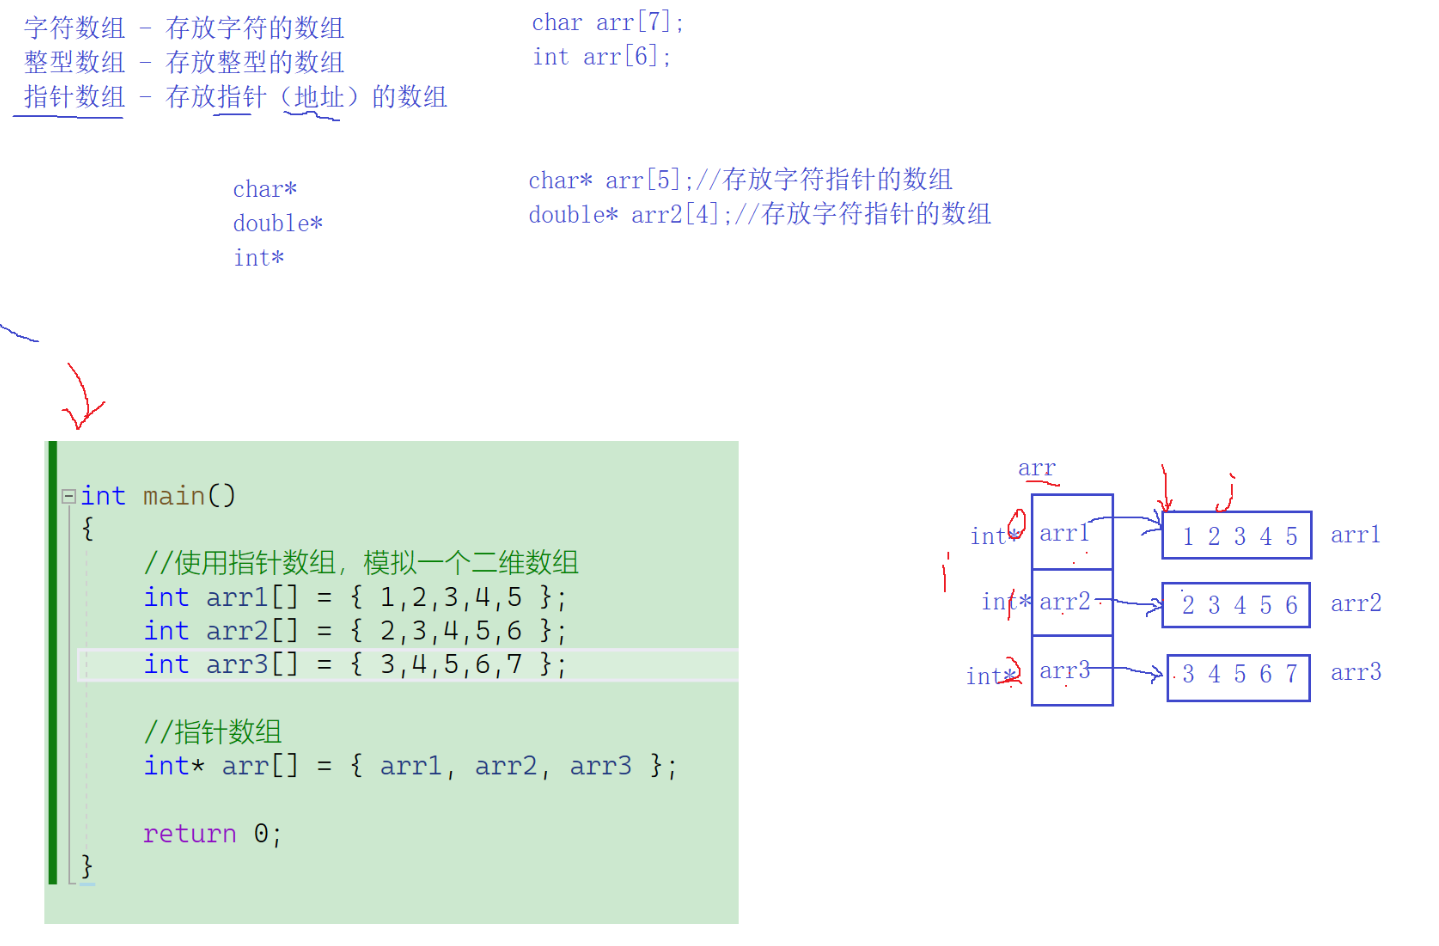 字符数组 - 存放字符的数组
整型数组 - 存放整型的数组
指针数组 - 存放指针（地址）的数组
char arr[7];
int arr[6];
char*
double*
int*
char* arr[5];//存放字符指针的数组
double* arr2[4];//存放字符指针的数组
int main()
{
//使用指针数组，模拟一个二维数组
int arr1[] = { 1,2,3,4,5 };
int arr2[] = { 2,3,4,5,6 };
int arr3[] = { 3,4,5,6,7 };
//指针数组
int* arr[] = { arr1, arr2, arr3 };
return 0;
}
arr
j
int* 0 arr1 1 2 3 4 5 arr1
i
int* 1 arr2 2 3 4 5 6 arr2
int* 2 arr3 3 4 5 6 7 arr3